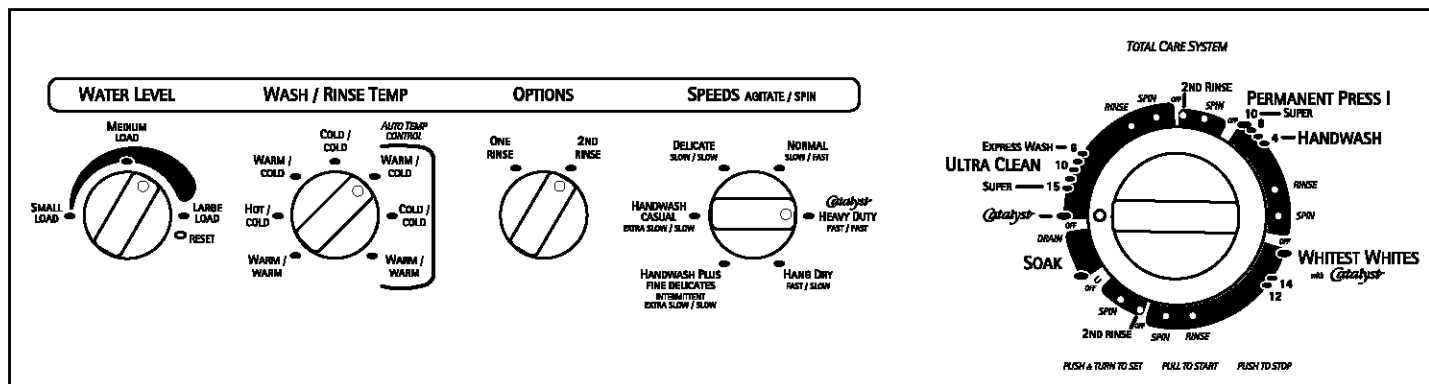 TOTAL CARE SYSTEM
WATER LEVEL
WASH / RINSE TEMP
OPTIONS
SPEEDS AGITATE / SPIN
MEDIUM
LOAD
SMALL
LOAD
LARGE
LOAD
RESET
COLD /
COLD
AUTO TEMP
CONTROL
WARM /
COLD
WARM /
COLD
HOT /
COLD
COLD /
COLD
WARM /
WARM
WARM /
WARM
ONE
RINSE
2ND
RINSE
DELICATE
SLOW / SLOW
NORMAL
SLOW / FAST
HANDWASH
CASUAL
EXTRA SLOW / SLOW
Catalyst
HEAVY DUTY
FAST / FAST
HANDWASH PLUS
FINE DELICATES
INTERMITTENT
EXTRA SLOW / SLOW
HANG DRY
FAST / SLOW
RINSE
SPIN
OFF
2ND RINSE
SPIN
OFF
PERMANENT PRESS I
10 SUPER
8
4 HANDWASH
RINSE
SPIN
OFF
WHITEST WHITES
with Catalyst
14
12
RINSE
SPIN
OFF
2ND RINSE
SPIN
OFF
SOAK
DRAIN
OFF
Catalyst
SUPER 15
10
ULTRA CLEAN
EXPRESS WASH 6
PUSH & TURN TO SET
PULL TO START
PUSH TO STOP